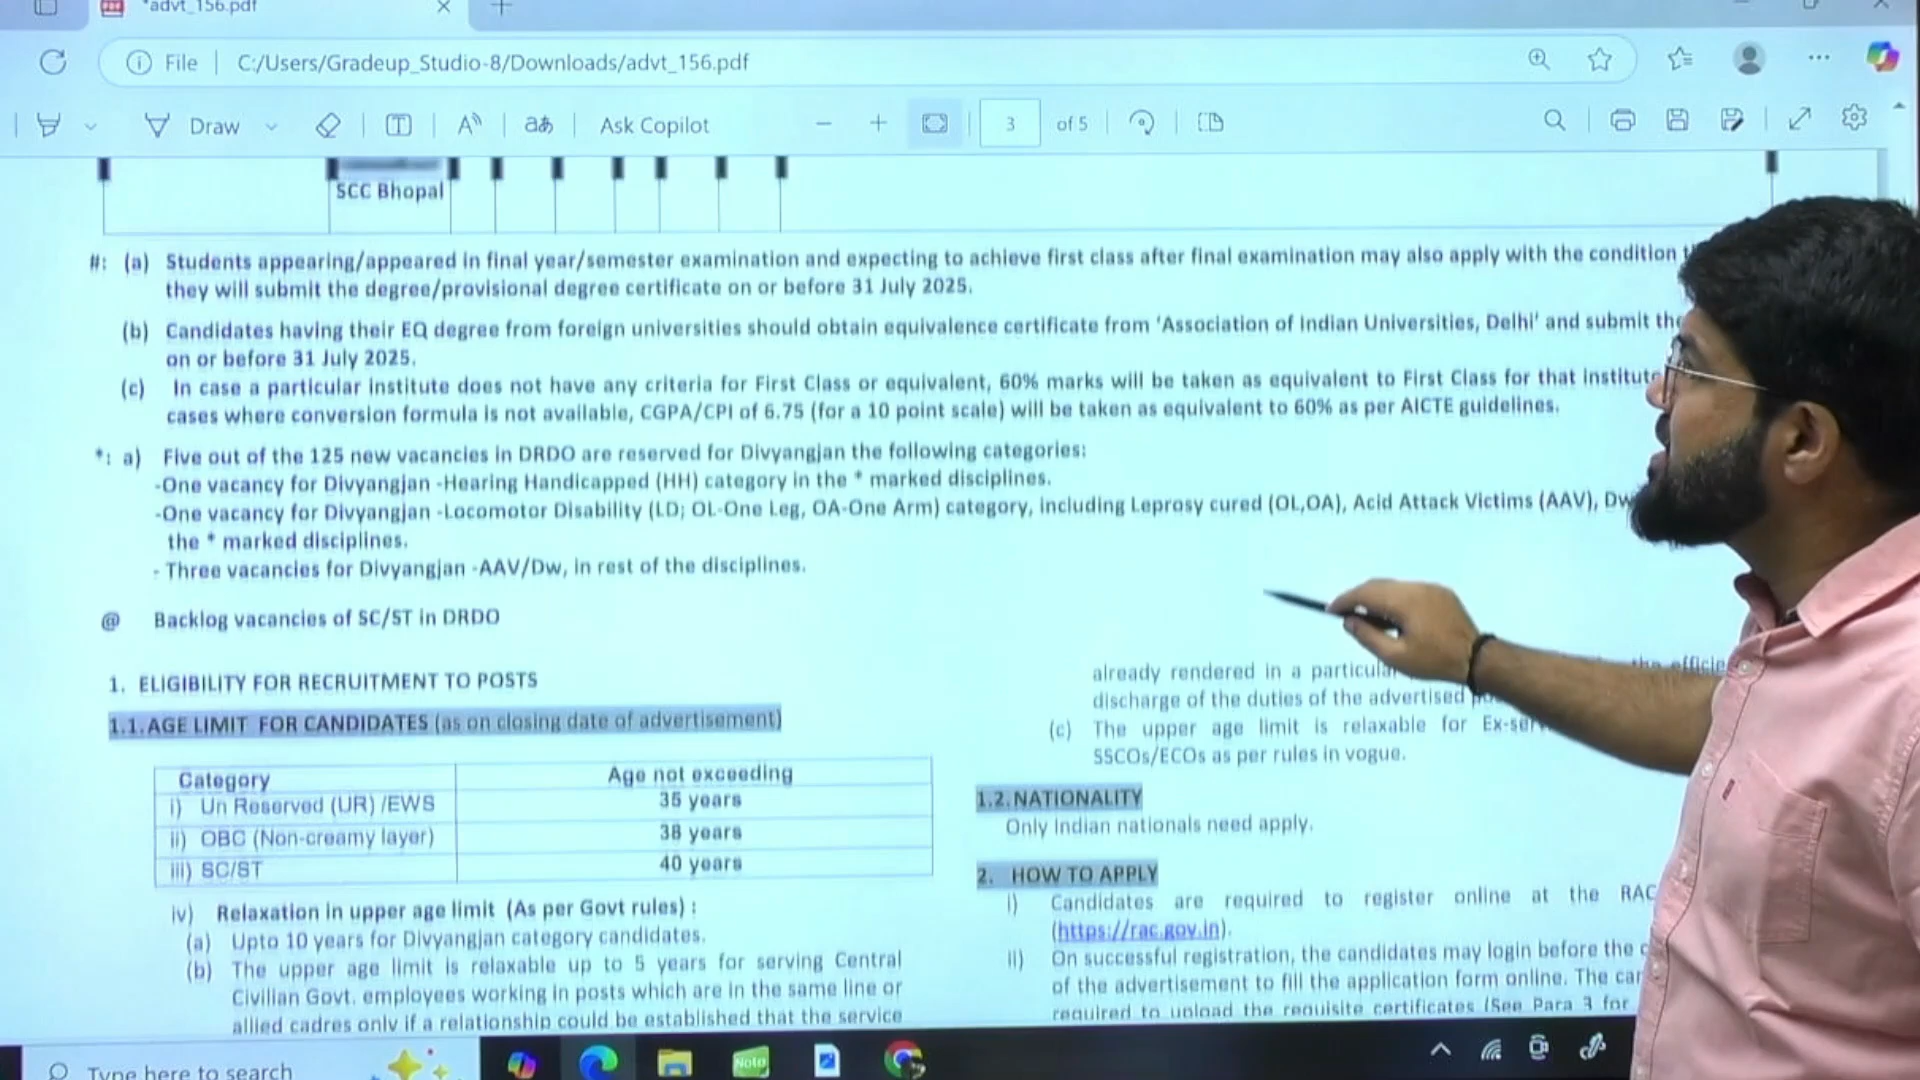 *advt_156.pdf
File
C:/Users/Gradeup_Studio-8/Downloads/advt_156.pdf
Draw
aあ
Ask Copilot
3
of 5
SCC Bhopal
#: (a) Students appearing/appeared in final year/semester examination and expecting to achieve first class after final examination may also apply with the condition
they will submit the degree/provisional degree certificate on or before 31 July 2025.
(b) Candidates having their EQ degree from foreign universities should obtain equivalence certificate from 'Association of Indian Universities, Delhi' and submit
on or before 31 July 2025.
(c) In case a particular institute does not have any criteria for First Class or equivalent, 60% marks will be taken as equivalent to First Class for that institute
cases where conversion formula is not available, CGPA/CPI of 6.75 (for a 10 point scale) will be taken as equivalent to 60% as per AICTE guidelines.
*: a) Five out of the 125 new vacancies in DRDO are reserved for Divyangjan the following categories:
-One vacancy for Divyangjan -Hearing Handicapped (HH) category in the * marked disciplines.
-One vacancy for Divyangjan -Locomotor Disability (LD; OL-One Leg, OA-One Arm) category, including Leprosy cured (OL,OA), Acid Attack Victims (AAV),
the * marked disciplines.
- Three vacancies for Divyangjan -AAV/Dw, in rest of the disciplines.
@ Backlog vacancies of SC/ST in DRDO
1. ELIGIBILITY FOR RECRUITMENT TO POSTS
1.1. AGE LIMIT FOR CANDIDATES (as on closing date of advertisement)
Category Age not exceeding
i) Un Reserved (UR) /EWS 35 years
ii) OBC (Non-creamy layer) 38 years
iii) SC/ST 40 years
iv) Relaxation in upper age limit (As per Govt rules) :
(a) Upto 10 years for Divyangjan category candidates.
(b) The upper age limit is relaxable up to 5 years for serving Central
Civilian Govt. employees working in posts which are in the same line or
allied cadres only if a relationship could be established that the service
already rendered in a particular the
discharge of the duties of the advertised
(c) The upper age limit is relaxable for
SSCOs/ECOs as per rules in vogue.
1.2. NATIONALITY
Only Indian nationals need apply.
2. HOW TO APPLY
i) Candidates are required to register online at the RAC
(https://rac.gov.in).
ii) On successful registration, the candidates may login before the
of the advertisement to fill the application form online. The
required to upload the requisite certificates (See Para 3 for
Type here to search
Note